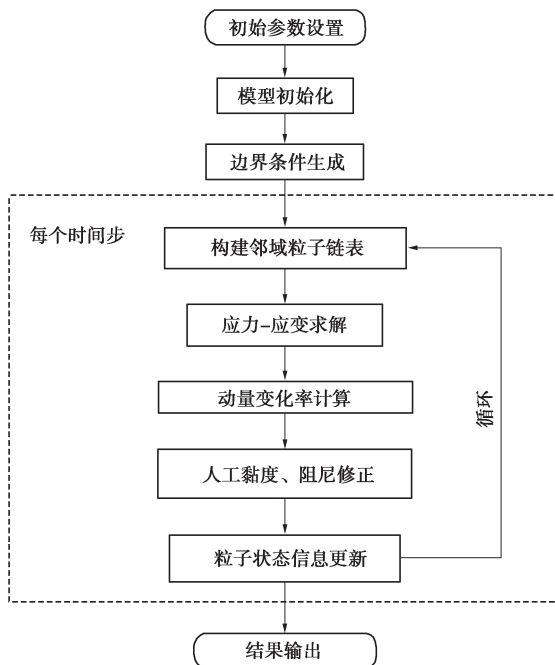 初始参数设置
模型初始化
边界条件生成
每个时间步
构建邻域粒子链表
应力–应变求解
动量变化率计算
循环
人工黏度、阻尼修正
粒子状态信息更新
结果输出